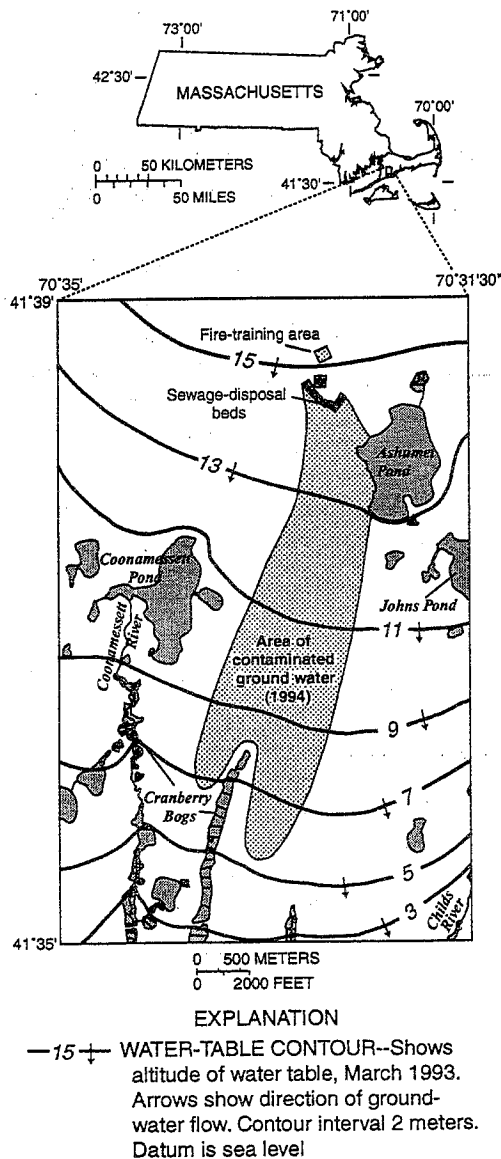 73°00'
71°00'
42°30'
MASSACHUSETTS
70°00'
0 50 KILOMETERS
0 50 MILES
41°30'
70°35'
70°31'30"
41°39'
Fire-training area
15
Sewage-disposal
beds
Ashumet
Pond
13
Coonamessett
Pond
Johns Pond
11
Coonamessett
River
Area of
contaminated
ground water
(1994)
9
7
Cranberry
Bogs
5
3
Childs
River
41°35'
0 500 METERS
0 2000 FEET
EXPLANATION
15 WATER-TABLE CONTOUR--Shows
altitude of water table, March 1993.
Arrows show direction of ground-
water flow. Contour interval 2 meters.
Datum is sea level